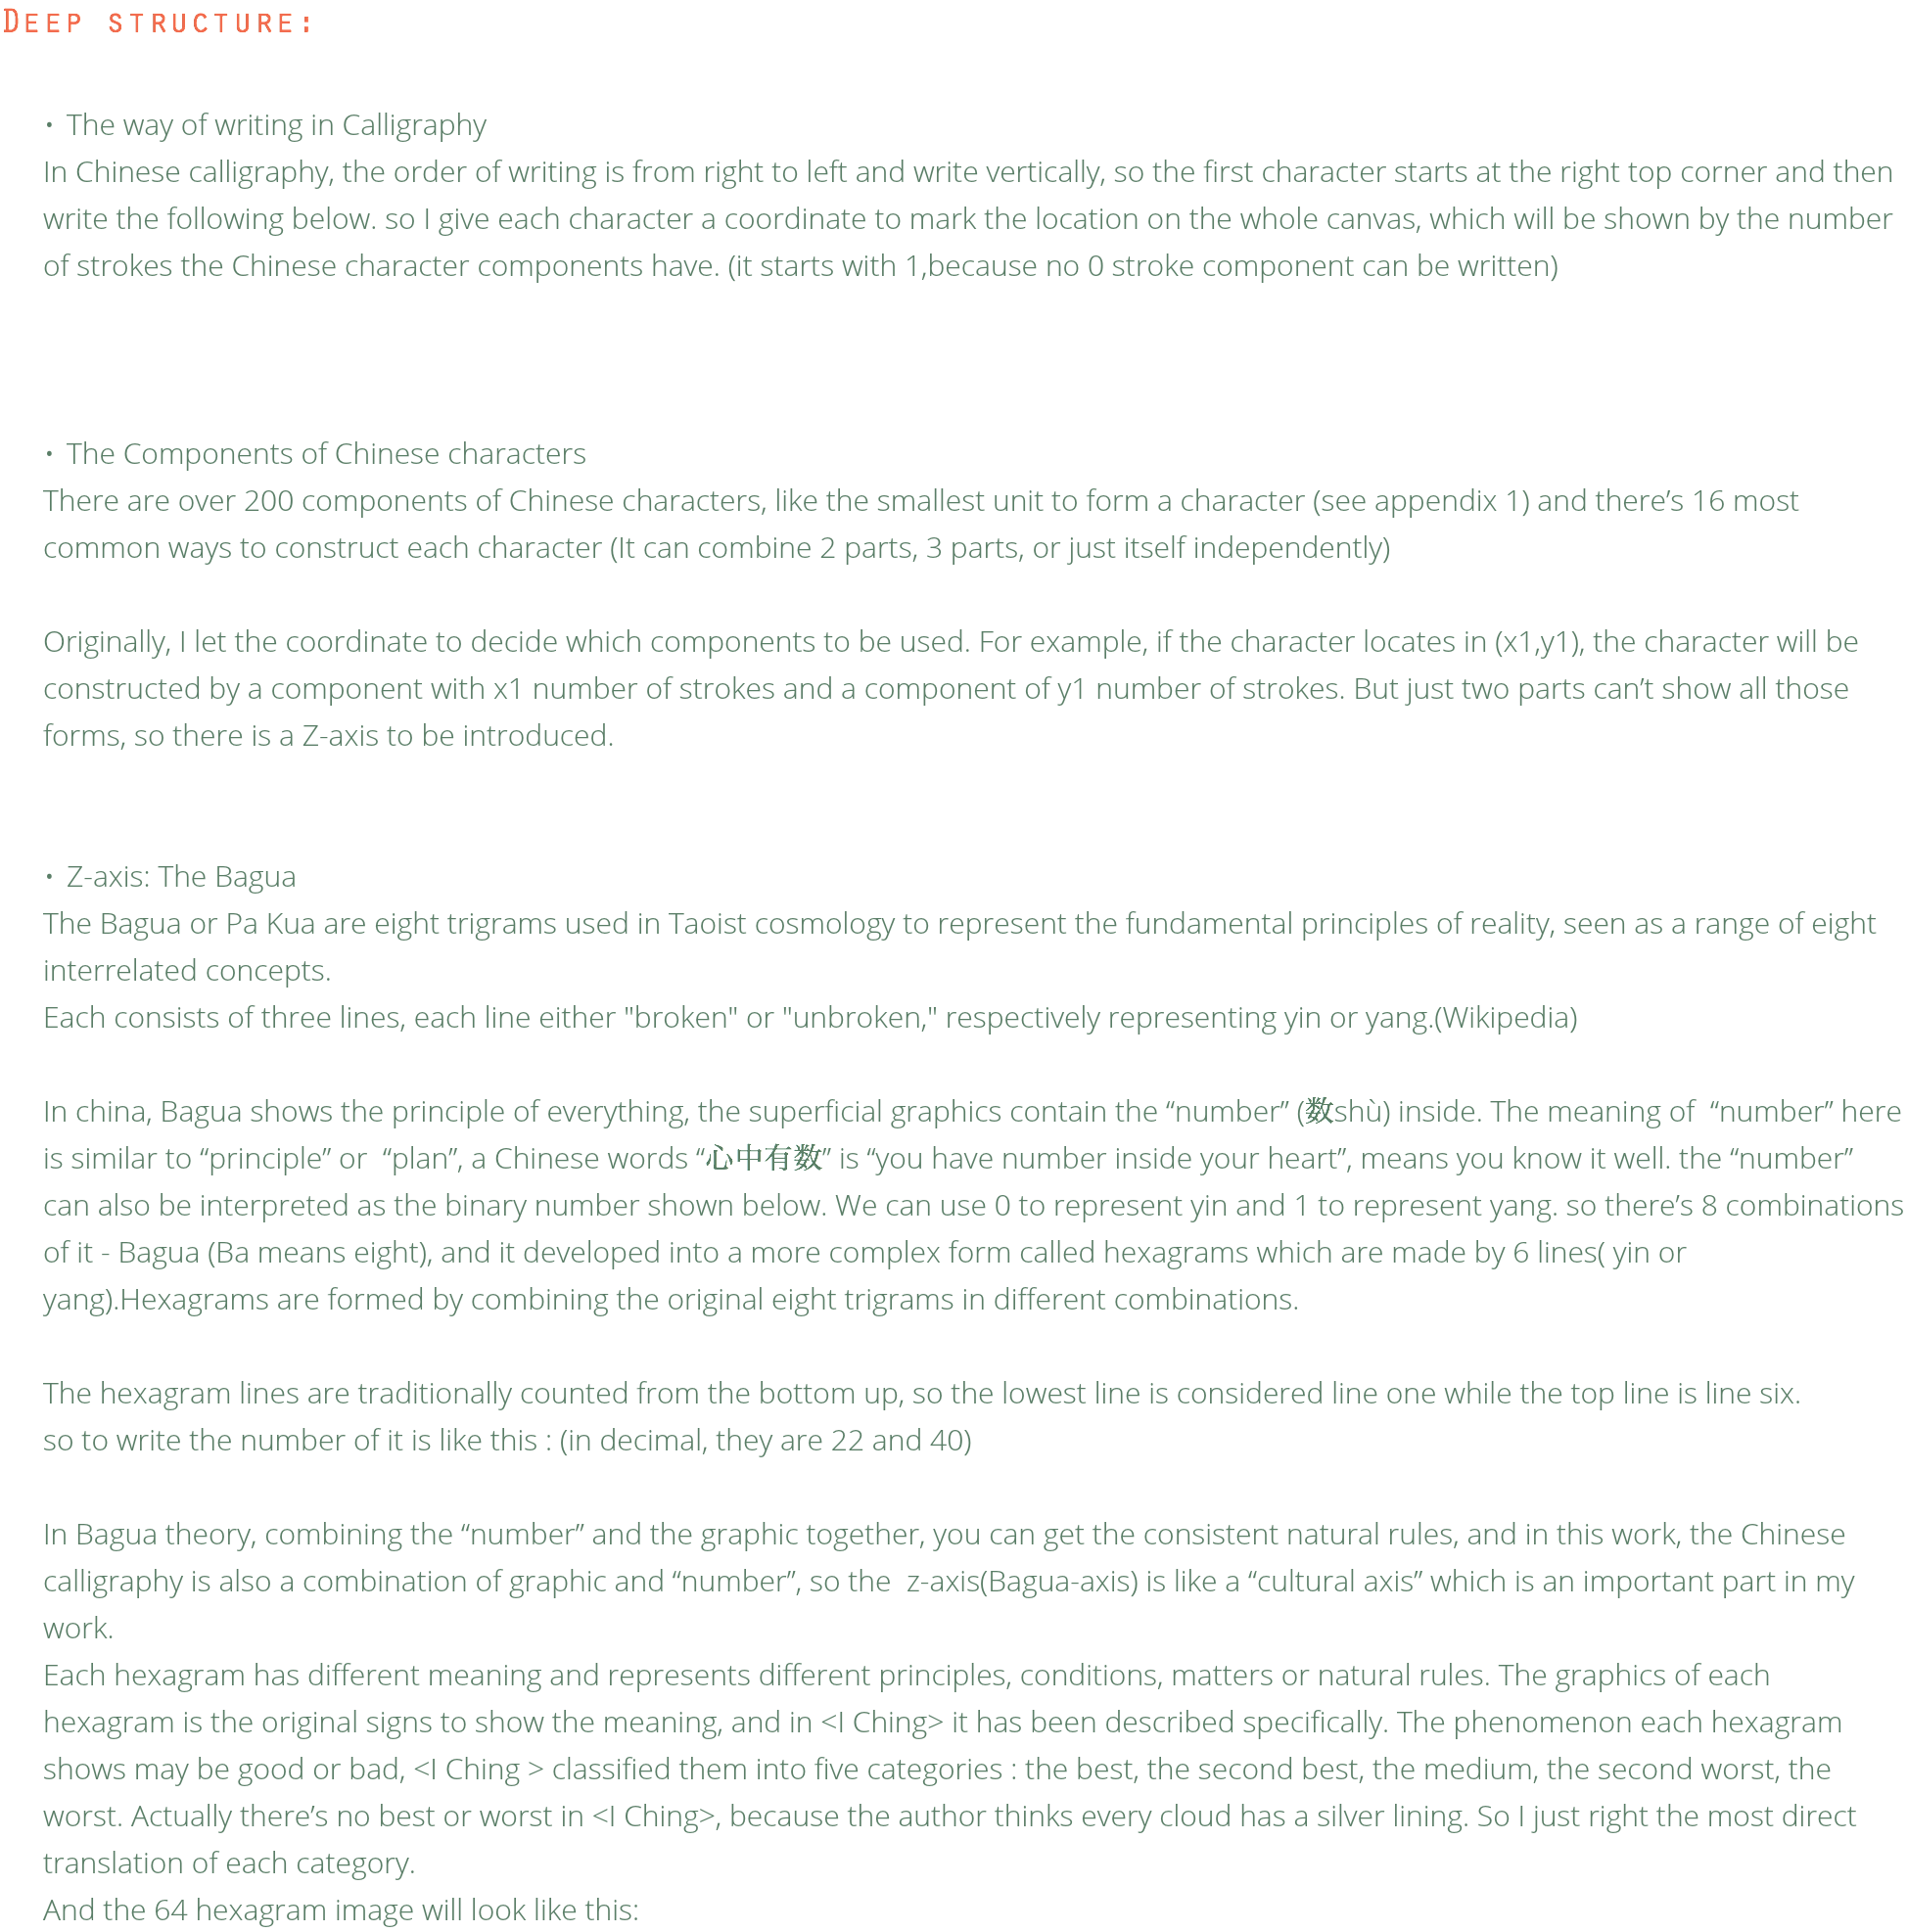 DEEP STRUCTURE:
• The way of writing in Calligraphy
In Chinese calligraphy, the order of writing is from right to left and write vertically, so the first character starts at the right top corner and then
write the following below. so I give each character a coordinate to mark the location on the whole canvas, which will be shown by the number
of strokes the Chinese character components have. (it starts with 1,because no 0 stroke component can be written)
• The Components of Chinese characters
There are over 200 components of Chinese characters, like the smallest unit to form a character (see appendix 1) and there’s 16 most
common ways to construct each character (It can combine 2 parts, 3 parts, or just itself independently)
Originally, I let the coordinate to decide which components to be used. For example, if the character locates in (x1,y1), the character will be
constructed by a component with x1 number of strokes and a component of y1 number of strokes. But just two parts can’t show all those
forms, so there is a Z-axis to be introduced.
• Z-axis: The Bagua
The Bagua or Pa Kua are eight trigrams used in Taoist cosmology to represent the fundamental principles of reality, seen as a range of eight
interrelated concepts.
Each consists of three lines, each line either "broken" or "unbroken," respectively representing yin or yang.(Wikipedia)
In china, Bagua shows the principle of everything, the superficial graphics contain the “number” (数shù) inside. The meaning of “number” here
is similar to “principle” or “plan”, a Chinese words “心中有数” is “you have number inside your heart”, means you know it well. the “number”
can also be interpreted as the binary number shown below. We can use 0 to represent yin and 1 to represent yang. so there’s 8 combinations
of it - Bagua (Ba means eight), and it developed into a more complex form called hexagrams which are made by 6 lines( yin or
yang).Hexagrams are formed by combining the original eight trigrams in different combinations.
The hexagram lines are traditionally counted from the bottom up, so the lowest line is considered line one while the top line is line six.
so to write the number of it is like this : (in decimal, they are 22 and 40)
In Bagua theory, combining the “number” and the graphic together, you can get the consistent natural rules, and in this work, the Chinese
calligraphy is also a combination of graphic and “number”, so the z-axis(Bagua-axis) is like a “cultural axis” which is an important part in my
work.
Each hexagram has different meaning and represents different principles, conditions, matters or natural rules. The graphics of each
hexagram is the original signs to show the meaning, and in <I Ching> it has been described specifically. The phenomenon each hexagram
shows may be good or bad, <I Ching > classified them into five categories : the best, the second best, the medium, the second worst, the
worst. Actually there’s no best or worst in <I Ching>, because the author thinks every cloud has a silver lining. So I just right the most direct
translation of each category.
And the 64 hexagram image will look like this: